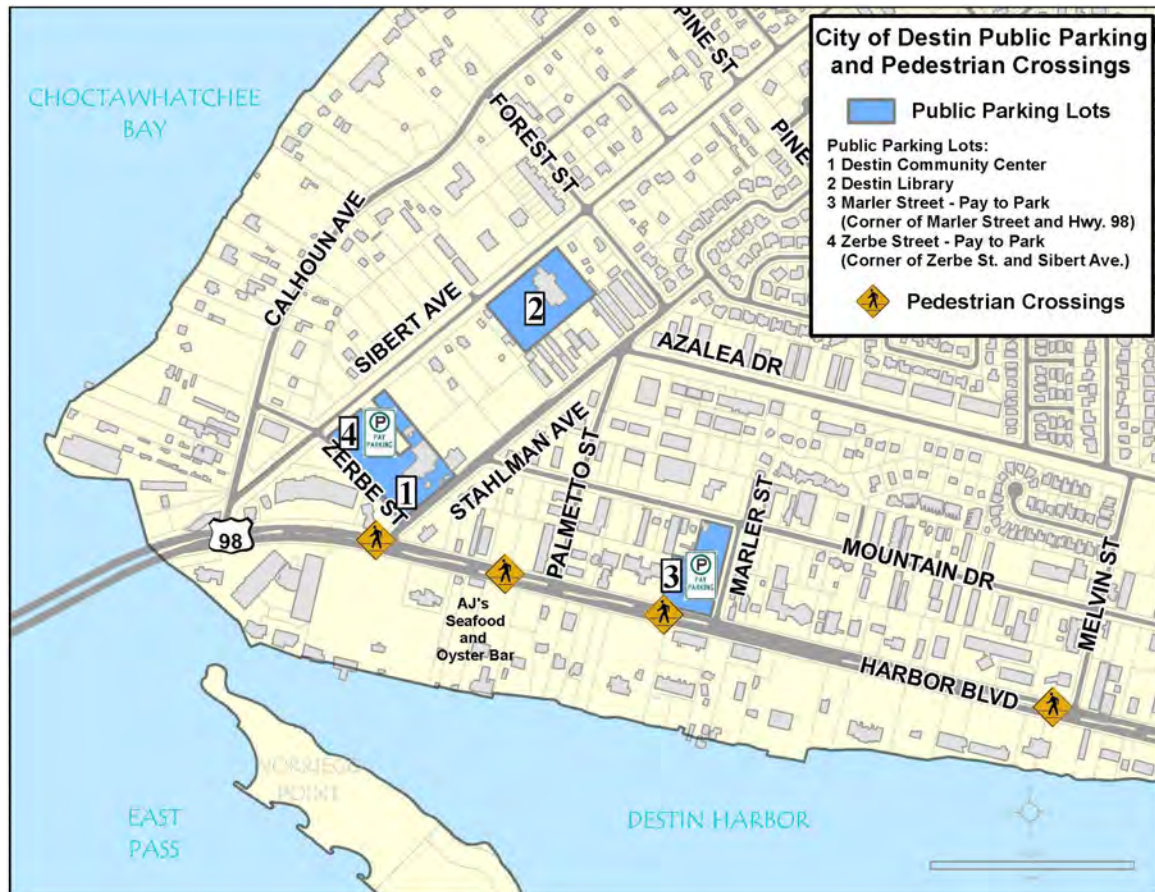 City of Destin Public Parking
and Pedestrian Crossings
Public Parking Lots
Public Parking Lots:
1 Destin Community Center
2 Destin Library
3 Marler Street - Pay to Park
(Corner of Marler Street and Hwy. 98)
4 Zerbe Street - Pay to Park
(Corner of Zerbe St. and Sibert Ave.)
Pedestrian Crossings
CHOCTAWHATCHEE
BAY
PINE ST
FOREST ST
PINE
CALHOUN AVE
SIBERT AVE
2
AZALEA DR
4
P
PAY
PARKING
ZERBE ST
1
STAHLMAN AVE
PALMETTO ST
98
3
P
PAY
PARKING
MARLER ST
MOUNTAIN DR
MELVIN ST
AJ's
Seafood
and
Oyster Bar
HARBOR BLVD
NORRIEGO
POINT
EAST
PASS
DESTIN HARBOR